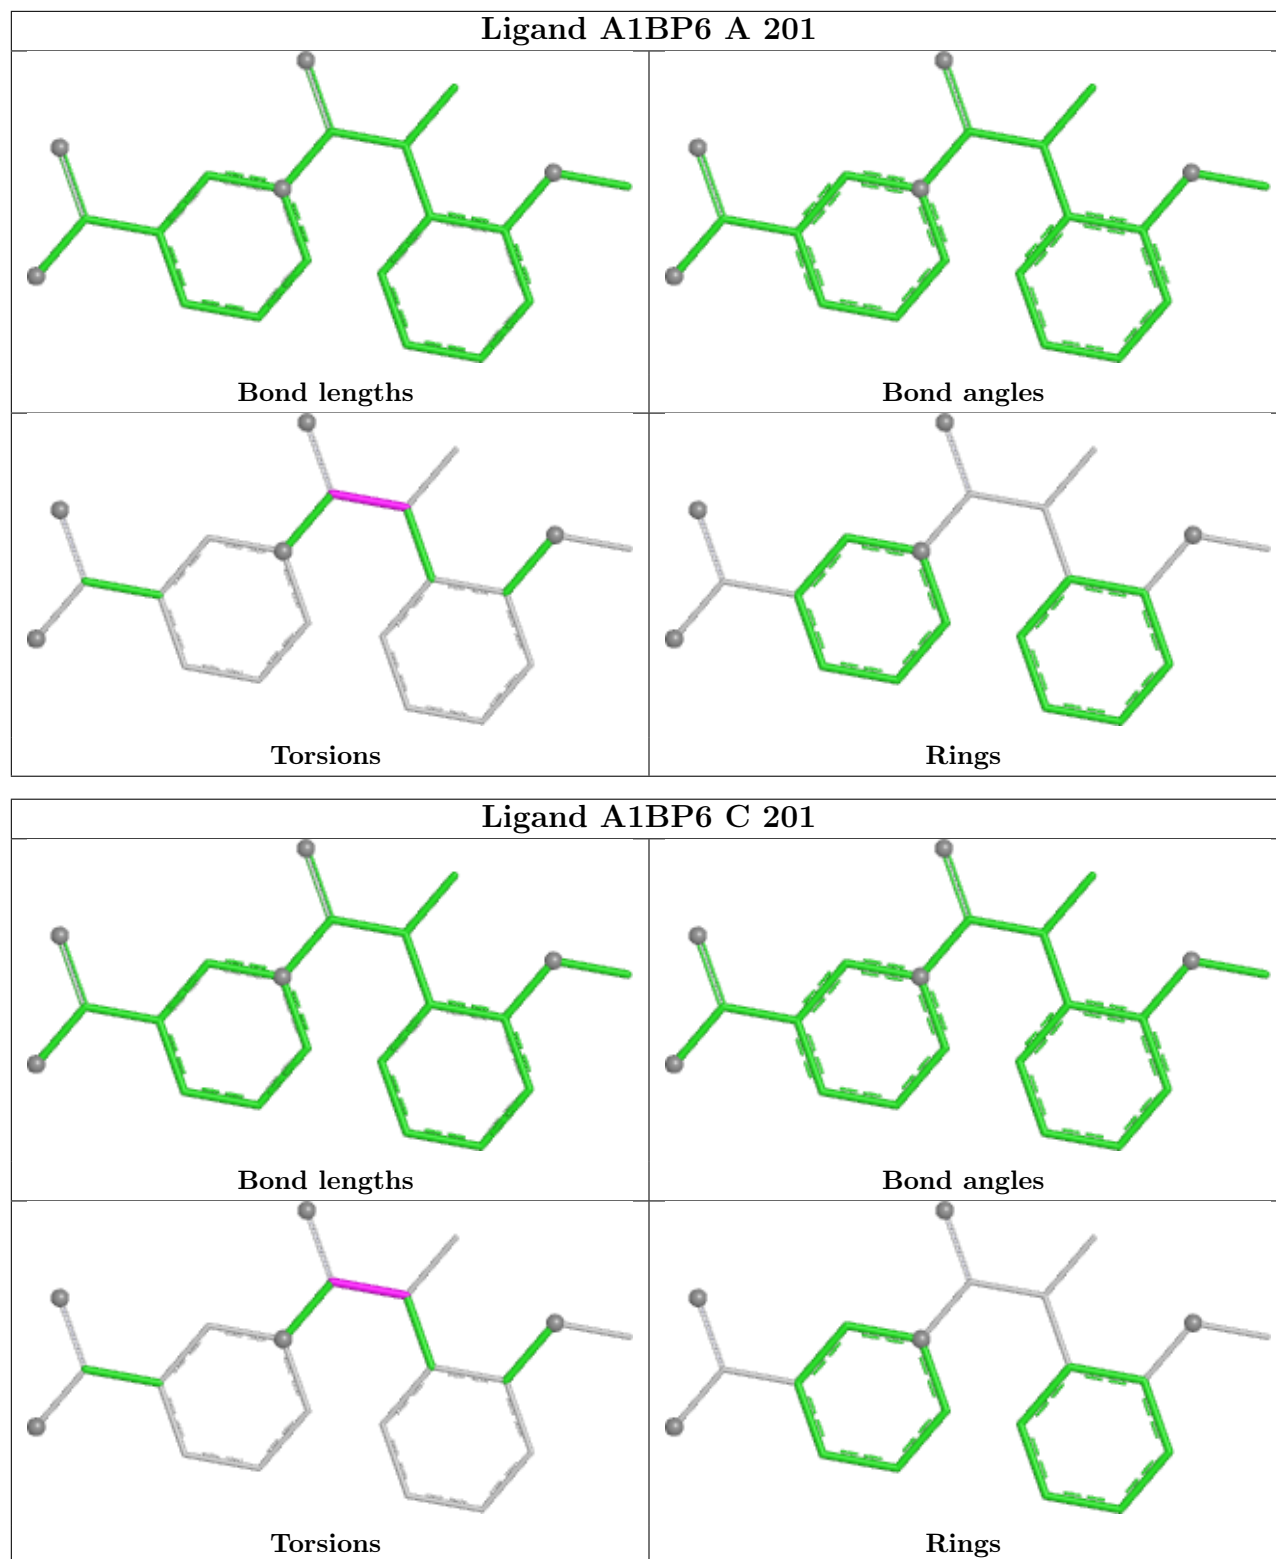 Ligand A1BP6 A 201
Bond lengths
Bond angles
Torsions
Rings
Ligand A1BP6 C 201
Bond lengths
Bond angles
Torsions
Rings